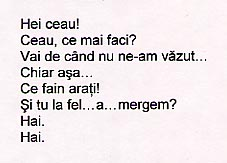 Hei ceau!
Ceau, ce mai faci?
Vai de când nu ne-am văzut...
Chiar aşa...
Ce fain arați!
Şi tu la fel...a...mergem?
Hai.
Hai.